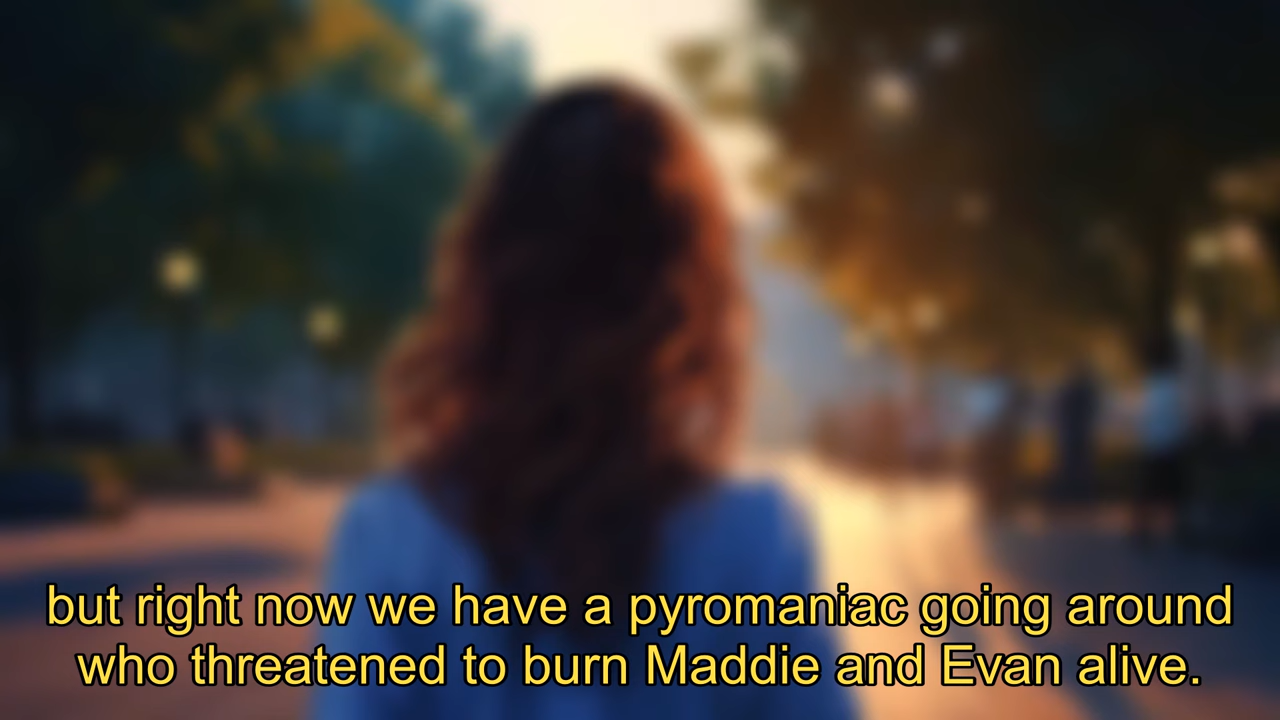 but right now we have a pyromaniac going around
who threatened to burn Maddie and Evan alive.